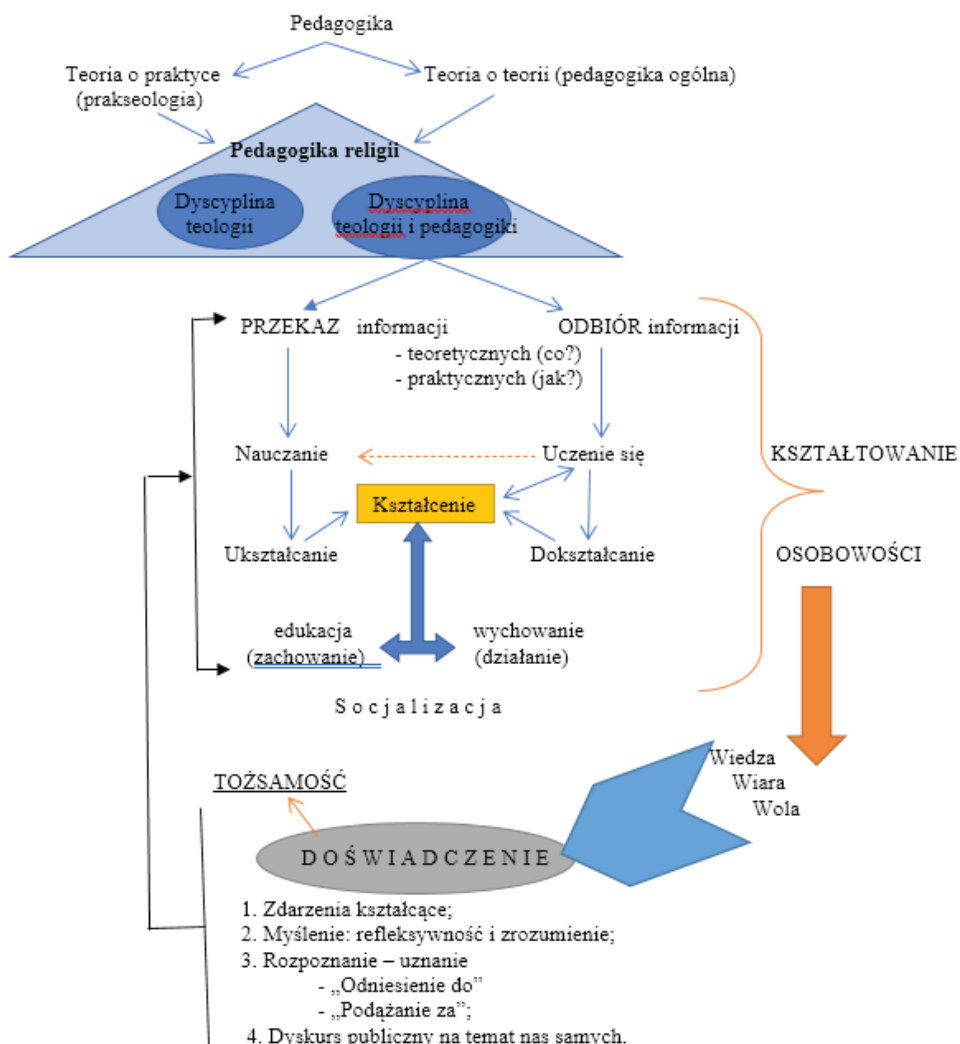 Pedagogika
Teoria o praktyce
(prakseologia)
Teoria o teorii (pedagogika ogólna)
Pedagogika religii
Dyscyplina
teologii
Dyscyplina
teologii i pedagogiki
PRZEKAZ informacji
ODBIÓR informacji
- teoretycznych (co?)
- praktycznych (jak?)
Nauczanie
Uczenie się
KSZTAŁTOWANIE
Kształcenie
Ukształcanie
Dokształcanie
OSOBOWOŚCI
edukacja
(zachowanie)
wychowanie
(działanie)
Socjalizacja
Wiedza
Wiara
Wola
TOŻSAMOŚĆ
DOŚWIADCZENIE
1. Zdarzenia kształcące;
2. Myślenie: refleksywność i zrozumienie;
3. Rozpoznanie – uznanie
- „Odniesienie do”
- „Podążanie za”;
4. Dyskurs publiczny na temat nas samych.